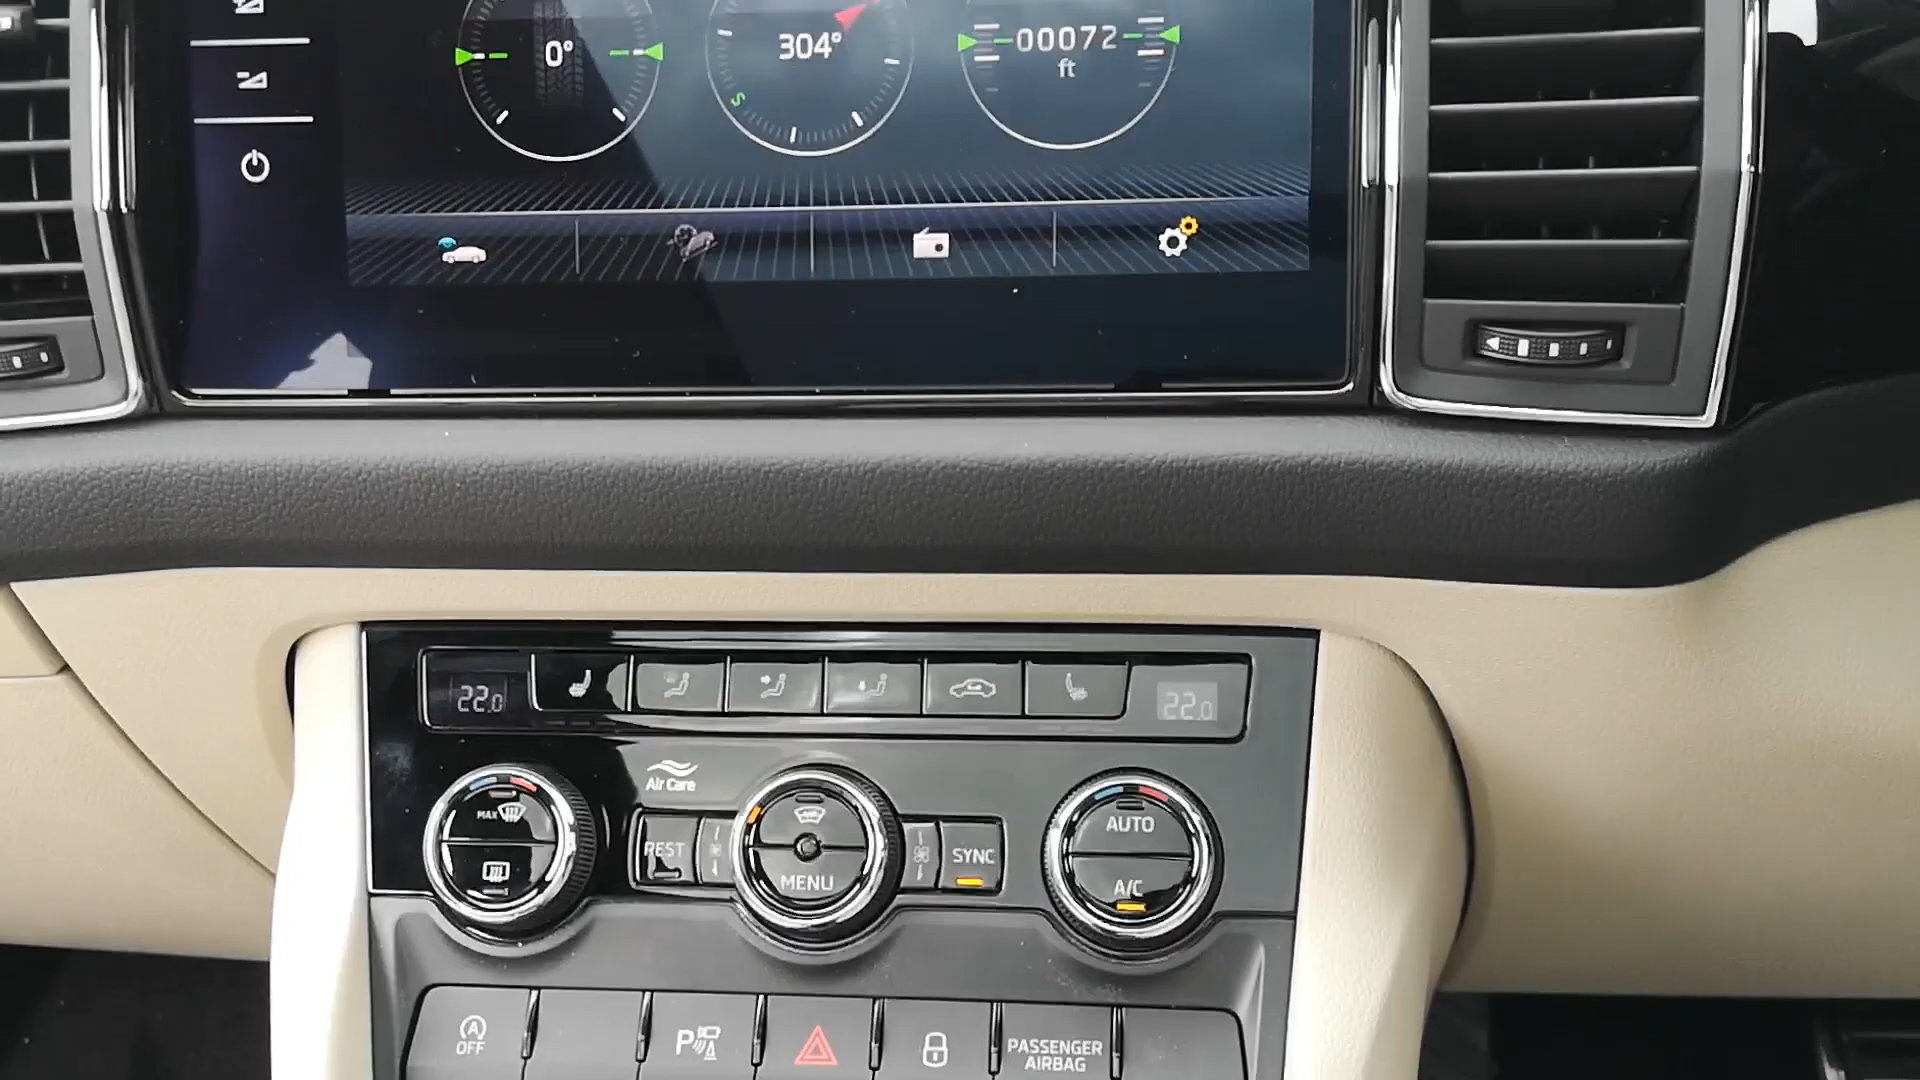 0°
304°
00072
ft
S
22.0
22.0
Air Care
MAX
REST
MENU
SYNC
AUTO
A/C
A
OFF
P
PASSENGER
AIRBAG